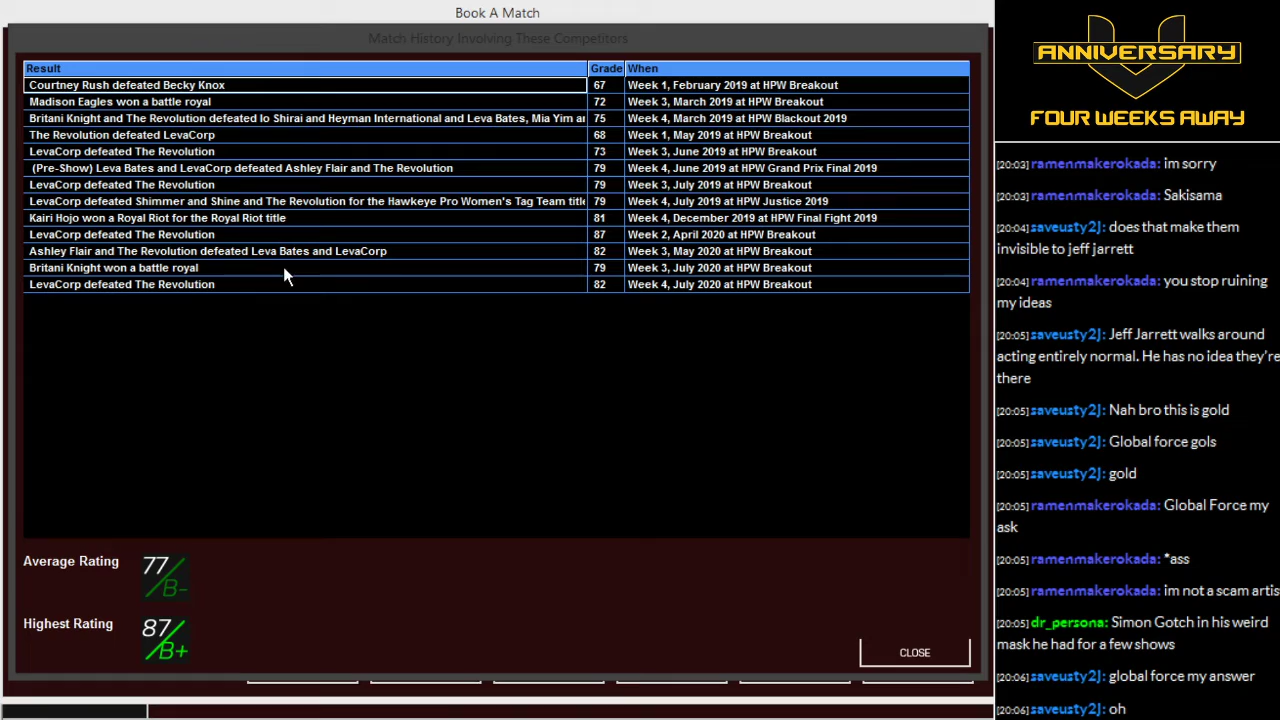 Book A Match
Match History Involving These Competitors
Result Grade When
Courtney Rush defeated Becky Knox 67 Week 1, February 2019 at HPW Breakout
Madison Eagles won a battle royal 72 Week 3, March 2019 at HPW Breakout
Britani Knight and The Revolution defeated Io Shirai and Heyman International and Leva Bates, Mia Yim ar 75 Week 4, March 2019 at HPW Blackout 2019
The Revolution defeated LevaCorp 68 Week 1, May 2019 at HPW Breakout
LevaCorp defeated The Revolution 73 Week 3, June 2019 at HPW Breakout
(Pre-Show) Leva Bates and LevaCorp defeated Ashley Flair and The Revolution 79 Week 4, June 2019 at HPW Grand Prix Final 2019
LevaCorp defeated The Revolution 79 Week 3, July 2019 at HPW Breakout
LevaCorp defeated Shimmer and Shine and The Revolution for the Hawkeye Pro Women's Tag Team title 79 Week 4, July 2019 at HPW Justice 2019
Kairi Hojo won a Royal Riot for the Royal Riot title 81 Week 4, December 2019 at HPW Final Fight 2019
LevaCorp defeated The Revolution 87 Week 2, April 2020 at HPW Breakout
Ashley Flair and The Revolution defeated Leva Bates and LevaCorp 82 Week 3, May 2020 at HPW Breakout
Britani Knight won a battle royal 79 Week 3, July 2020 at HPW Breakout
LevaCorp defeated The Revolution 82 Week 4, July 2020 at HPW Breakout
Average Rating 77 B-
Highest Rating 87 B+
CLOSE
ANNIVERSARY
FOUR WEEKS AWAY
[20:03] ramenmakerokada: im sorry
[20:03] ramenmakerokada: Sakisama
[20:04] saveusty2j: does that make them
invisible to jeff jarrett
[20:04] ramenmakerokada: you stop ruining
my ideas
[20:05] saveusty2j: Jeff Jarrett walks around
acting entirely normal. He has no idea they're
there
[20:05] saveusty2j: Nah bro this is gold
[20:05] saveusty2j: Global force gols
[20:05] saveusty2j: gold
[20:05] ramenmakerokada: Global Force my
ask
[20:05] ramenmakerokada: *ass
[20:05] ramenmakerokada: im not a scam artis
[20:05] dr_persona: Simon Gotch in his weird
mask he had for a few shows
[20:06] saveusty2j: global force my answer
[20:06] saveusty2j: oh